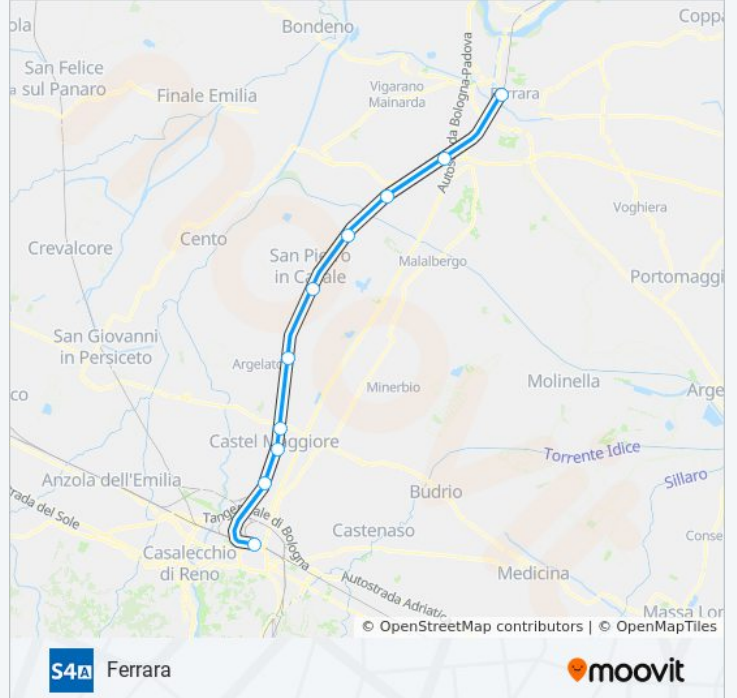 ola
Bondeno
Coppa
San Felice
a sul Panaro
Vigarano
Mainarda
Finale Emilia
Ferrara
Autostrada Bologna-Padova
Voghiera
Cento
Crevalcore
San Pietro
in Casale
Malalbergo
Portomaggi
San Giovanni
in Persiceto
Argelato
Minerbio
Molinella
co
Arge
Castel Maggiore
Torrente Idice
Anzola dell'Emilia
Sillaro
Budrio
rada del Sole
Tangenziale di Bologna
Castenaso
Conse
Casalecchio
di Reno
Medicina
Autostrada Adriatic
Massa Lor
© OpenStreetMap contributors | © OpenMapTiles
S4A
Ferrara
moovit